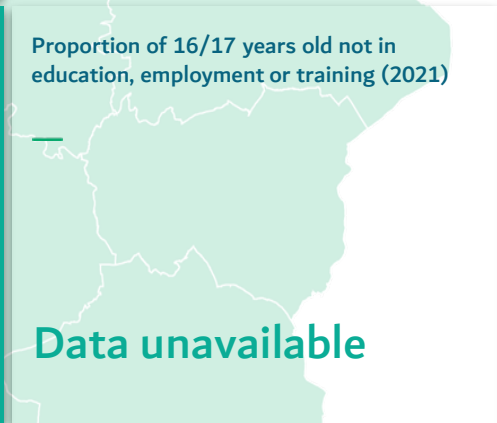 Proportion of 16/17 years old not in
education, employment or training (2021)
Data unavailable